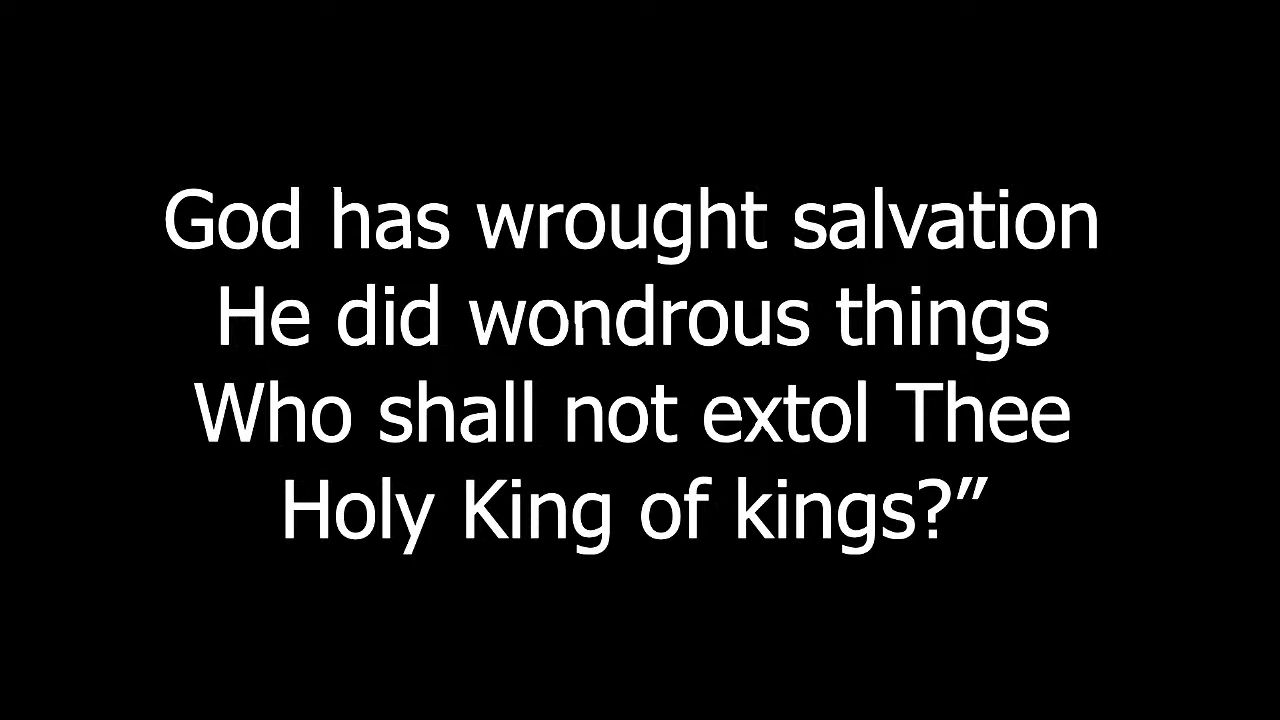 God has wrought salvation
He did wondrous things
Who shall not extol Thee
Holy King of kings?”